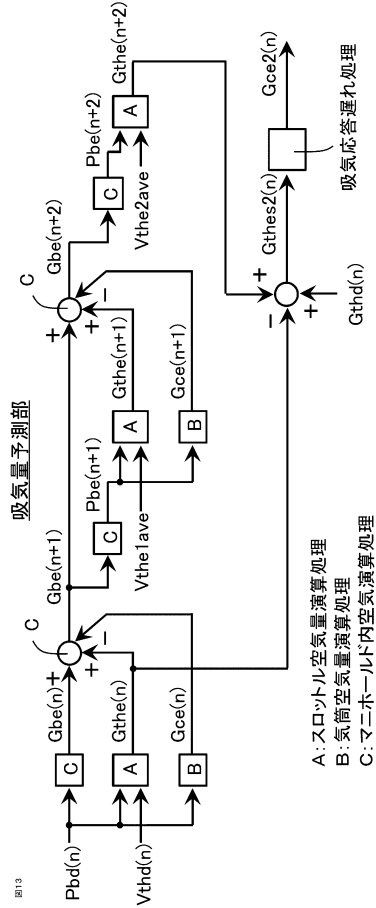 図13
吸気量予測部
Pbd(n)
Vthd(n)
C
A
B
Gbe(n)
Gthe(n)
Gce(n)
+
+
−
C
Gbe(n+1)
C
Pbe(n+1)
Vthe1ave
A
B
Gthe(n+1)
Gce(n+1)
+
+
−
C
Gbe(n+2)
C
Pbe(n+2)
Vthe2ave
A
Gthe(n+2)
−
+
+
Gthd(n)
Gthes2(n)
吸気応答遅れ処理
Gce2(n)
A:スロットル空気量演算処理
B:気筒空気量演算処理
C:マニホールド内空気演算処理